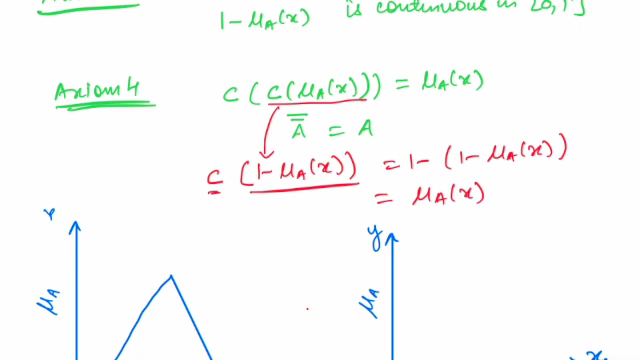 1-μA(x) is continuous in [0,1]
Axiom 4 C(C(μA(x))) = μA(x)
A̿ = A
C(1-μA(x)) = 1-(1-μA(x))
= μA(x)
y
μA
μA
x